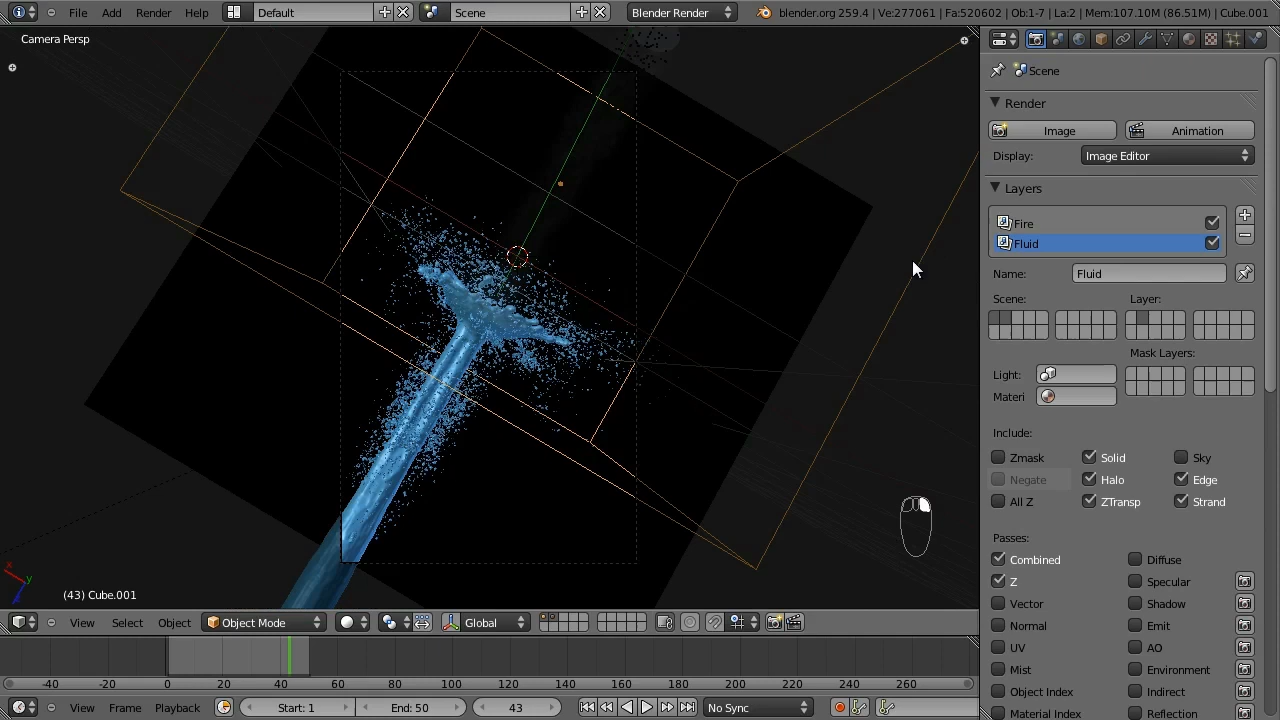 File Add Render Help Default Scene Blender Render blender.org 259.4 | Ve:277061 | Fa:520602 | Ob:1-7 | La:2 | Mem:107.10M (86.51M) | Cube.001
Camera Persp
Scene
Render
Image Animation
Display: Image Editor
Layers
Fire
Fluid
Name: Fluid
Scene: Layer:
Mask Layers:
Light:
Materi
Include:
Zmask Solid Sky
Negate Halo Edge
All Z ZTransp Strand
Passes:
Combined Diffuse
Z Specular
Vector Shadow
Normal Emit
UV AO
Mist Environment
Object Index Indirect
Material Index Reflection
x y z
(43) Cube.001
View Select Object Object Mode Global
-40 -20 0 20 40 60 80 100 120 140 160 180 200 220 240 260
View Frame Playback Start: 1 End: 50 43 No Sync